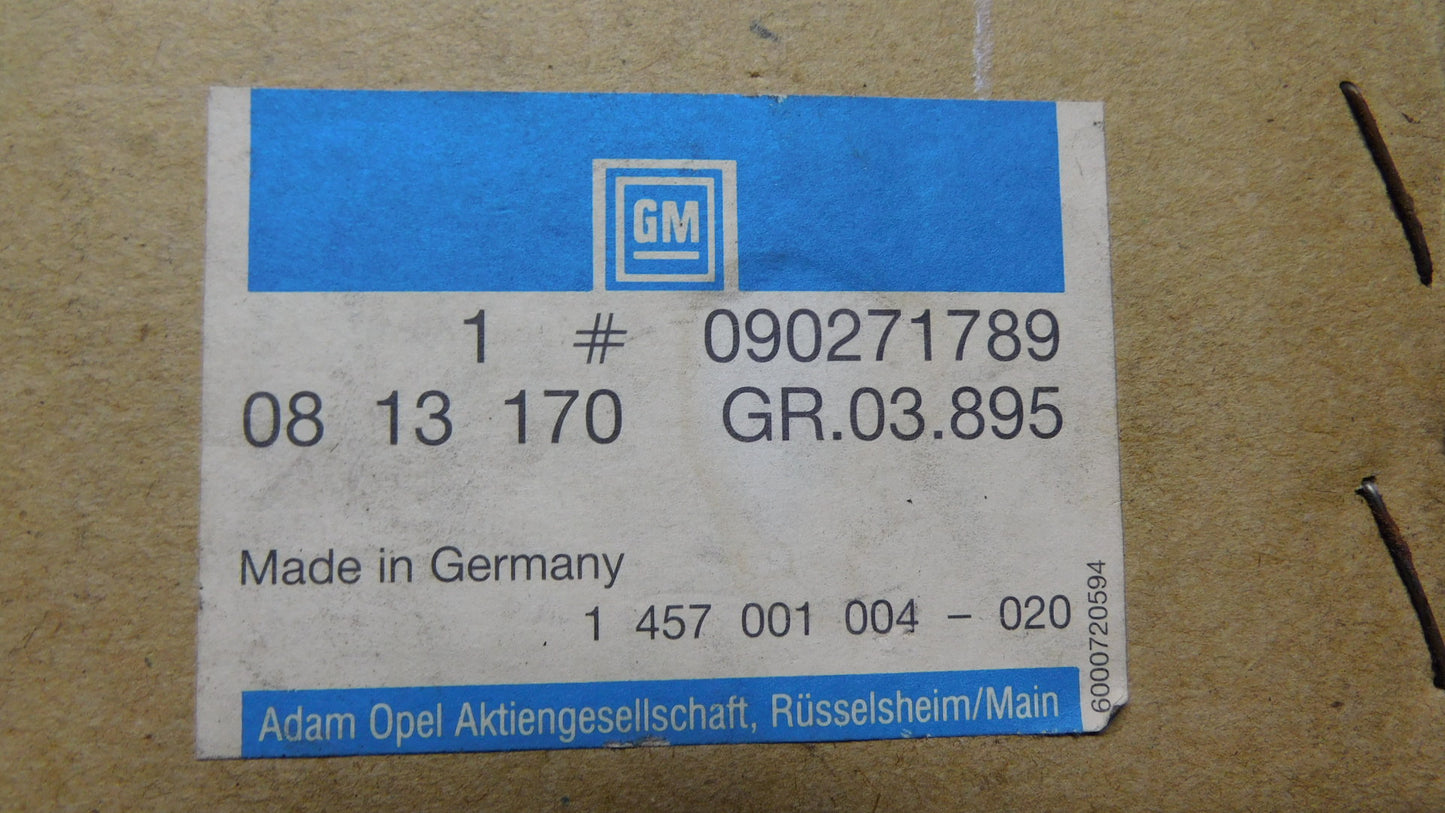 GM
1 # 090271789
08 13 170 GR.03.895
Made in Germany
1 457 001 004 – 020
6000720594
Adam Opel Aktiengesellschaft, Rüsselsheim/Main